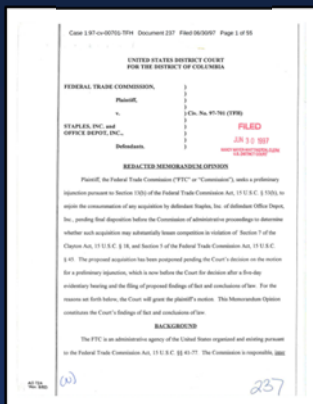 Case 1:97-cv-00701-TFH Document 237 Filed 06/30/97 Page 1 of 55
UNITED STATES DISTRICT COURT
FOR THE DISTRICT OF COLUMBIA
FEDERAL TRADE COMMISSION, )
Plaintiff, )
v. ) Civ. No. 97-701 (TFH)
STAPLES, INC. and )
OFFICE DEPOT, INC., )
Defendants. )
FILED
JUN 30 1997
U.S. DISTRICT COURT
REDACTED MEMORANDUM OPINION
Plaintiff, the Federal Trade Commission ("FTC" or "Commission"), seeks a preliminary
injunction pursuant to Section 13(b) of the Federal Trade Commission Act, 15 U.S.C. § 53(b), to
enjoin the consummation of any acquisition by defendant Staples, Inc. of defendant Office Depot,
Inc., pending final disposition before the Commission of administrative proceedings to determine
whether such acquisition may substantially lessen competition in violation of Section 7 of the
Clayton Act, 15 U.S.C. § 18, and Section 5 of the Federal Trade Commission Act, 15 U.S.C.
§ 45. The proposed acquisition has been postponed pending the Court's decision on the motion
for a preliminary injunction, which is now before the Court for decision after a five-day
evidentiary hearing and the filing of proposed findings of fact and conclusions of law. For the
reasons set forth below, the Court will grant the plaintiff's motion. This Memorandum Opinion
constitutes the Court's findings of fact and conclusions of law.
BACKGROUND
The FTC is an administrative agency of the United States organized and existing pursuant
to the Federal Trade Commission Act, 15 U.S.C. §§ 41-77. The Commission is responsible, inter
(N)
237